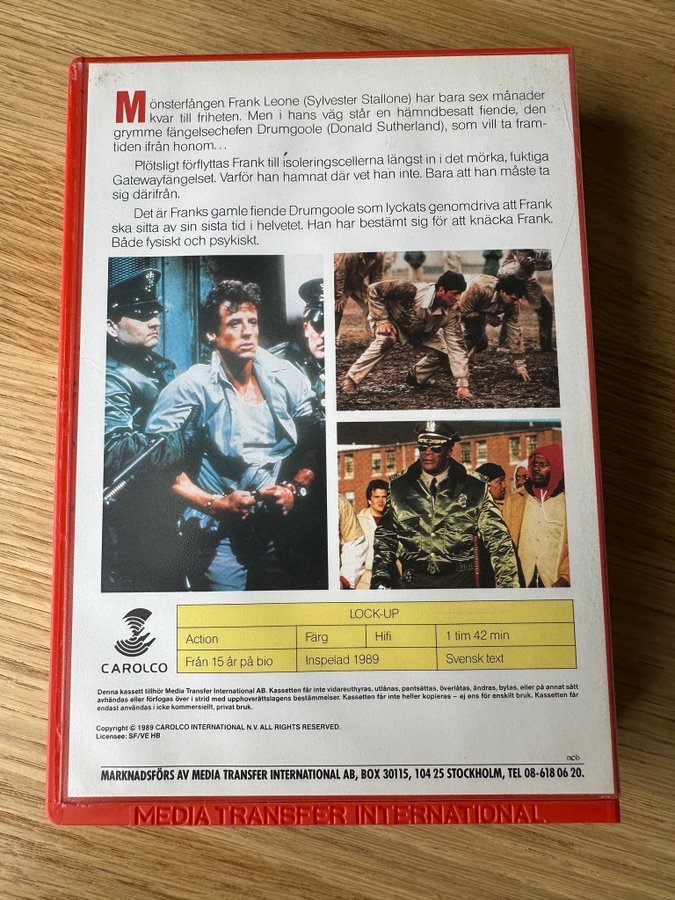 Mönsterfången Frank Leone (Sylvester Stallone) har bara sex månader
kvar till friheten. Men i hans väg står en hämndbesatt fiende, den
grymme fängelsechefen Drumgoole (Donald Sutherland), som vill ta fram-
tiden ifrån honom...
Plötsligt förflyttas Frank till isoleringscellerna längst in i det mörka, fuktiga
Gatewayfängelset. Varför han hamnat där vet han inte. Bara att han måste ta
sig därifrån.
Det är Franks gamle fiende Drumgoole som lyckats genomdriva att Frank
ska sitta av sin sista tid i helvetet. Han har bestämt sig för att knäcka Frank.
Både fysiskt och psykiskt.
CAROLCO
LOCK-UP
Action Färg Hifi 1 tim 42 min
Från 15 år på bio Inspelad 1989 Svensk text
Denna kassett tillhör Media Transfer International AB. Kassetten får inte vidareuthyras, utlånas, pantsättas, överlåtas, ändras, bytas, eller på annat sätt
avhändas eller förfogas över i strid med upphovsrättslagens bestämmelser. Kassetten får inte heller kopieras – ej ens för enskilt bruk. Kassetten får
endast användas i icke kommersiellt, privat bruk.
Copyright © 1989 CAROLCO INTERNATIONAL N.V. ALL RIGHTS RESERVED.
Licensee: SF/VE HB
ncb
MARKNADSFÖRS AV MEDIA TRANSFER INTERNATIONAL AB, BOX 30115, 104 25 STOCKHOLM, TEL 08-618 06 20.
MEDIA TRANSFER INTERNATIONAL